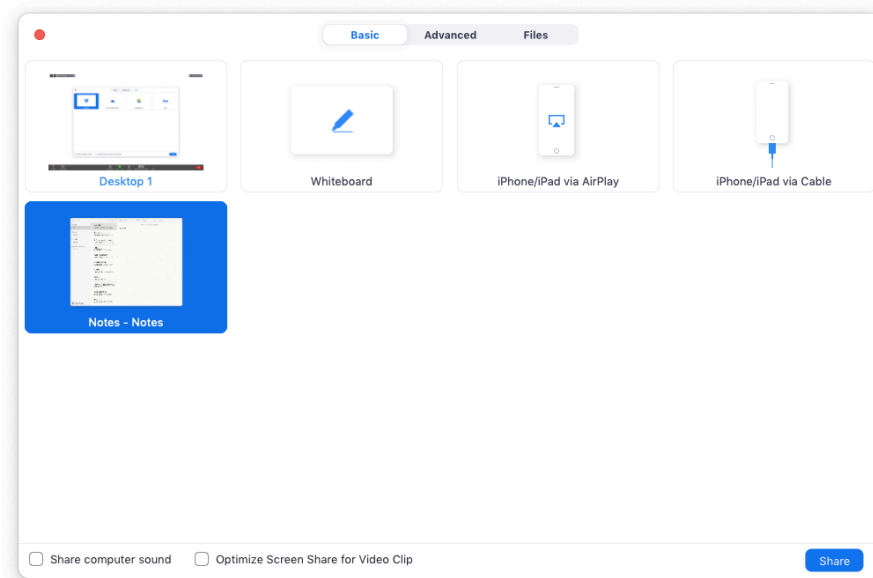 Basic Advanced Files
Desktop 1 Whiteboard iPhone/iPad via AirPlay iPhone/iPad via Cable
Notes - Notes
Share computer sound Optimize Screen Share for Video Clip Share